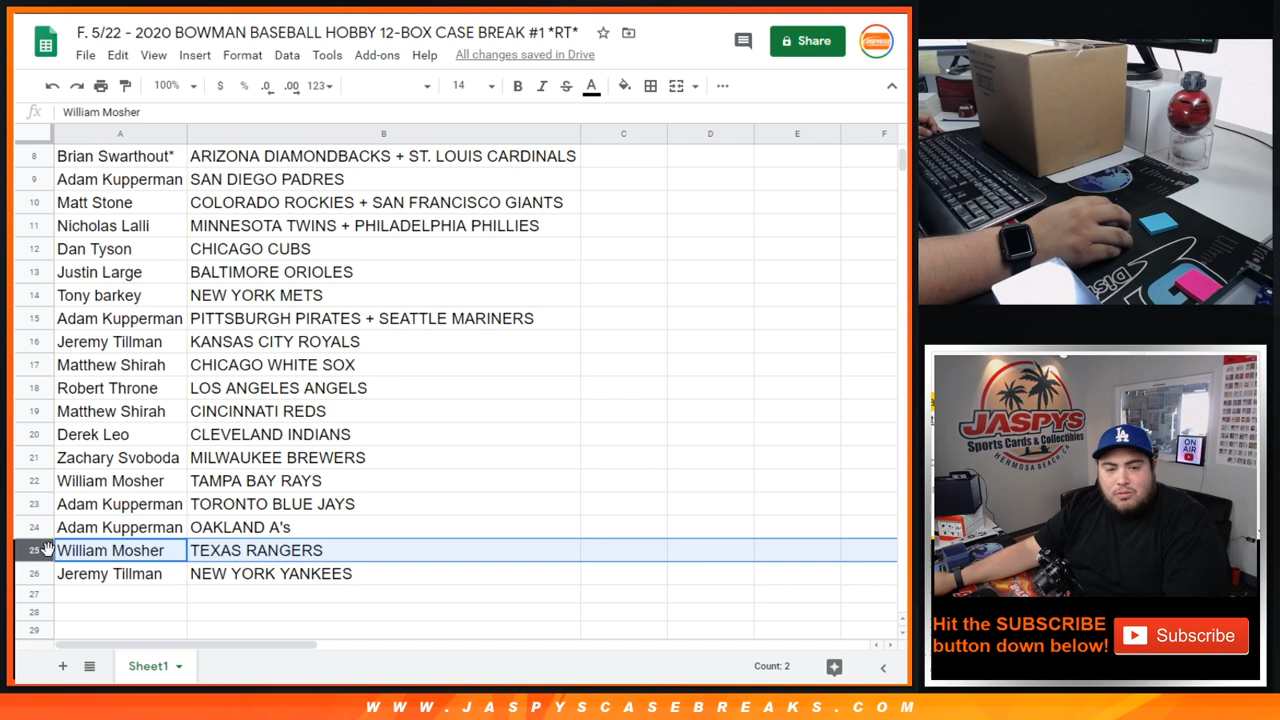 F. 5/22 - 2020 BOWMAN BASEBALL HOBBY 12-BOX CASE BREAK #1 *RT*
File Edit View Insert Format Data Tools Add-ons Help All changes saved in Drive
Share
100% $ % .0 .00 123 14 B I S A
fx William Mosher
A B C D E F
8 Brian Swarthout* ARIZONA DIAMONDBACKS + ST. LOUIS CARDINALS
9 Adam Kupperman SAN DIEGO PADRES
10 Matt Stone COLORADO ROCKIES + SAN FRANCISCO GIANTS
11 Nicholas Lalli MINNESOTA TWINS + PHILADELPHIA PHILLIES
12 Dan Tyson CHICAGO CUBS
13 Justin Large BALTIMORE ORIOLES
14 Tony barkey NEW YORK METS
15 Adam Kupperman PITTSBURGH PIRATES + SEATTLE MARINERS
16 Jeremy Tillman KANSAS CITY ROYALS
17 Matthew Shirah CHICAGO WHITE SOX
18 Robert Throne LOS ANGELES ANGELS
19 Matthew Shirah CINCINNATI REDS
20 Derek Leo CLEVELAND INDIANS
21 Zachary Svoboda MILWAUKEE BREWERS
22 William Mosher TAMPA BAY RAYS
23 Adam Kupperman TORONTO BLUE JAYS
24 Adam Kupperman OAKLAND A's
25 William Mosher TEXAS RANGERS
26 Jeremy Tillman NEW YORK YANKEES
27
28
29
Sheet1
Count: 2
JASPYS
Sports Cards & Collectibles
HERMOSA BEACH, CA
ON AIR
LA
Hit the SUBSCRIBE
button down below!
Subscribe
WWW.JASPYSCASEBREAKS.COM